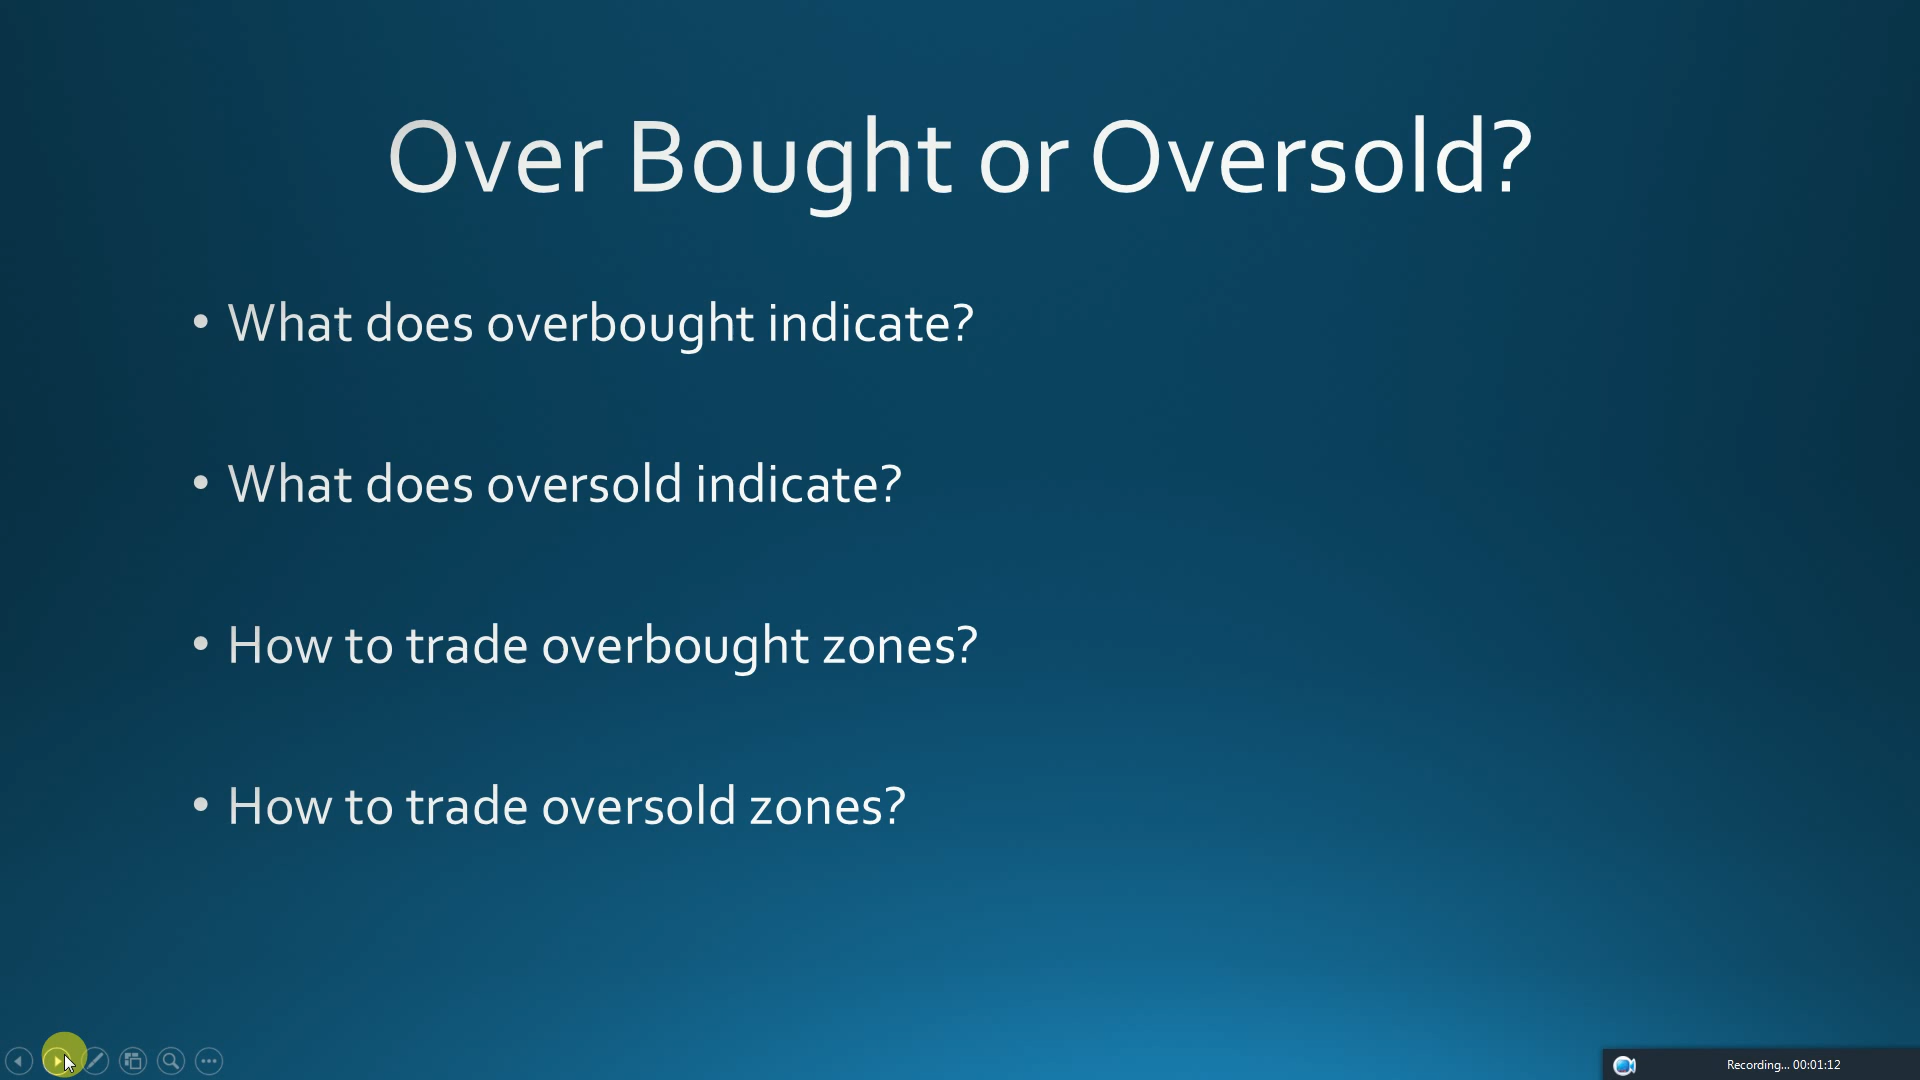 Over Bought or Oversold?
• What does overbought indicate?
• What does oversold indicate?
• How to trade overbought zones?
• How to trade oversold zones?
Recording... 00:01:12